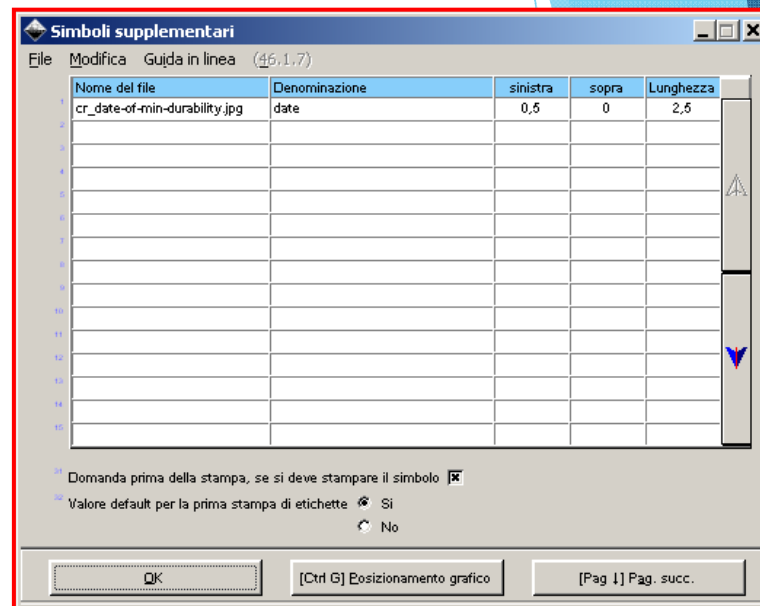 Simboli supplementari
File Modifica Guida in linea (46.1.7)
Nome del file Denominazione sinistra sopra Lunghezza
1 cr_date-of-min-durability.jpg date 0,5 0 2,5
2
3
4
5
6
7
8
9
10
11
12
13
14
15
31 Domanda prima della stampa, se si deve stampare il simbolo
32 Valore default per la prima stampa di etichette Si
No
OK [Ctrl G] Posizionamento grafico [Pag ↓] Pag. succ.